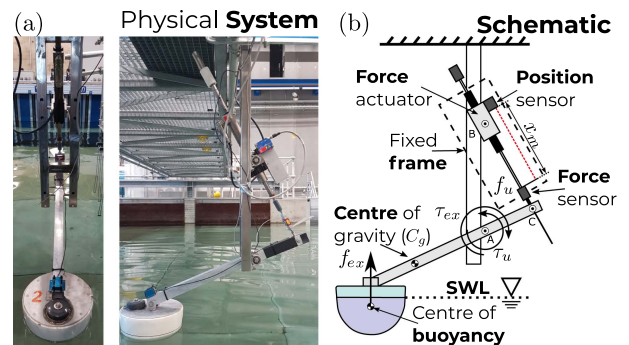 (a) Physical System
2
(b) Schematic
Force actuator
Position sensor
B
x_m
Fixed frame
f_u
Force sensor
Centre of gravity (C_g)
τ_ex
C
A
τ_u
f_ex
SWL
Centre of buoyancy